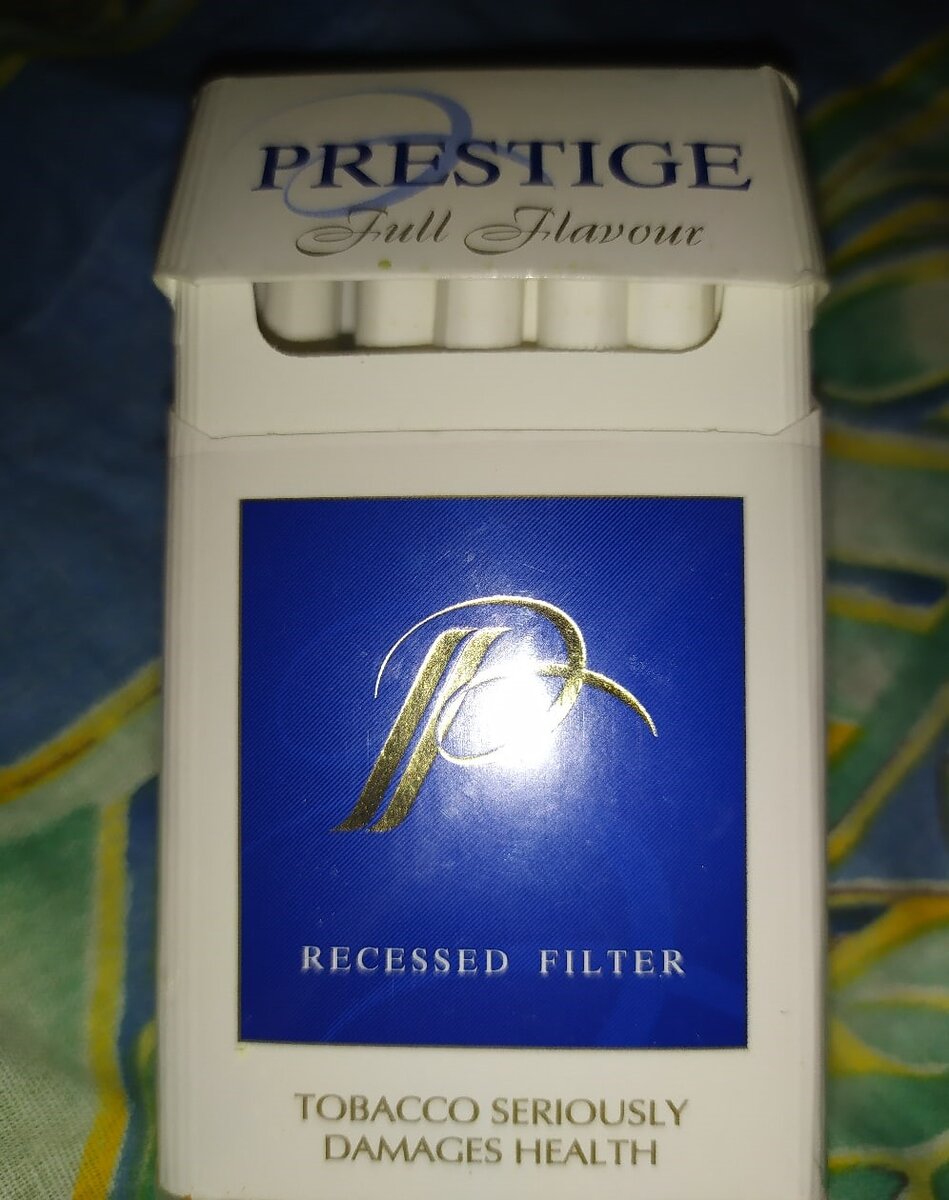 PRESTIGE
Full Flavour
P
RECESSED FILTER
TOBACCO SERIOUSLY
DAMAGES HEALTH